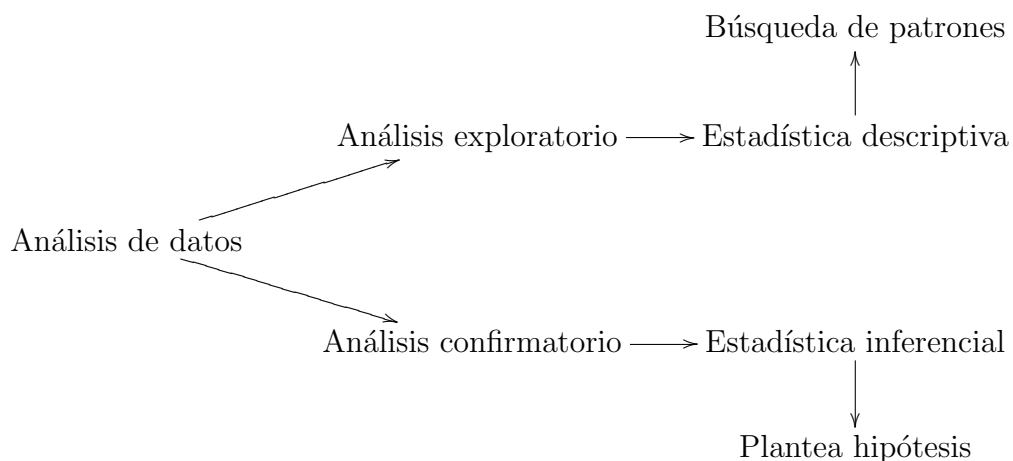 Búsqueda de patrones
Análisis exploratorio
Estadística descriptiva
Análisis de datos
Análisis confirmatorio
Estadística inferencial
Plantea hipótesis